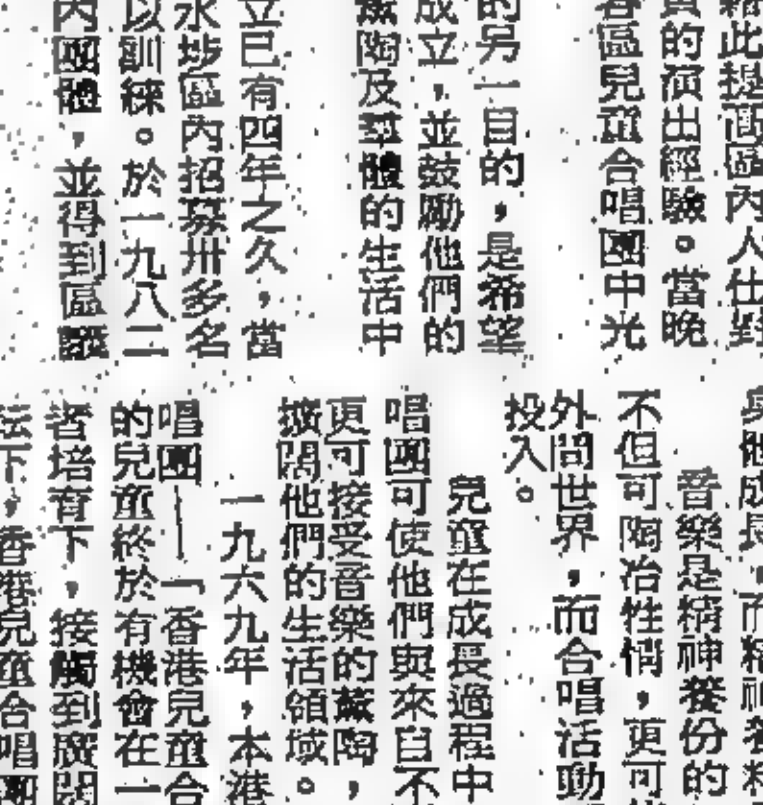 給此提高區內人仕對
貴的演出經驗。當晚
春區兒童合唱團中光
的另一目的，是希望
成立，並鼓勵他們的
薰陶及羣體的生活中
立已有四年之久，當
水埗區內招募卅多名
以訓練。於一九八二
內團體，並得到區議
與他成長，而精神養料
音樂是精神養份的
不但可陶冶性情，更可
外間世界，而合唱活動
投入。
兒童在成長過程中
唱團可使他們與來自不
更可接受音樂的薰陶，
擴闊他們的生活領域。
一九六九年，本港
唱團──「香港兒童合
的兒童終於有機會在一
者培育下，接觸到廣闊
下，香港兒童合唱團